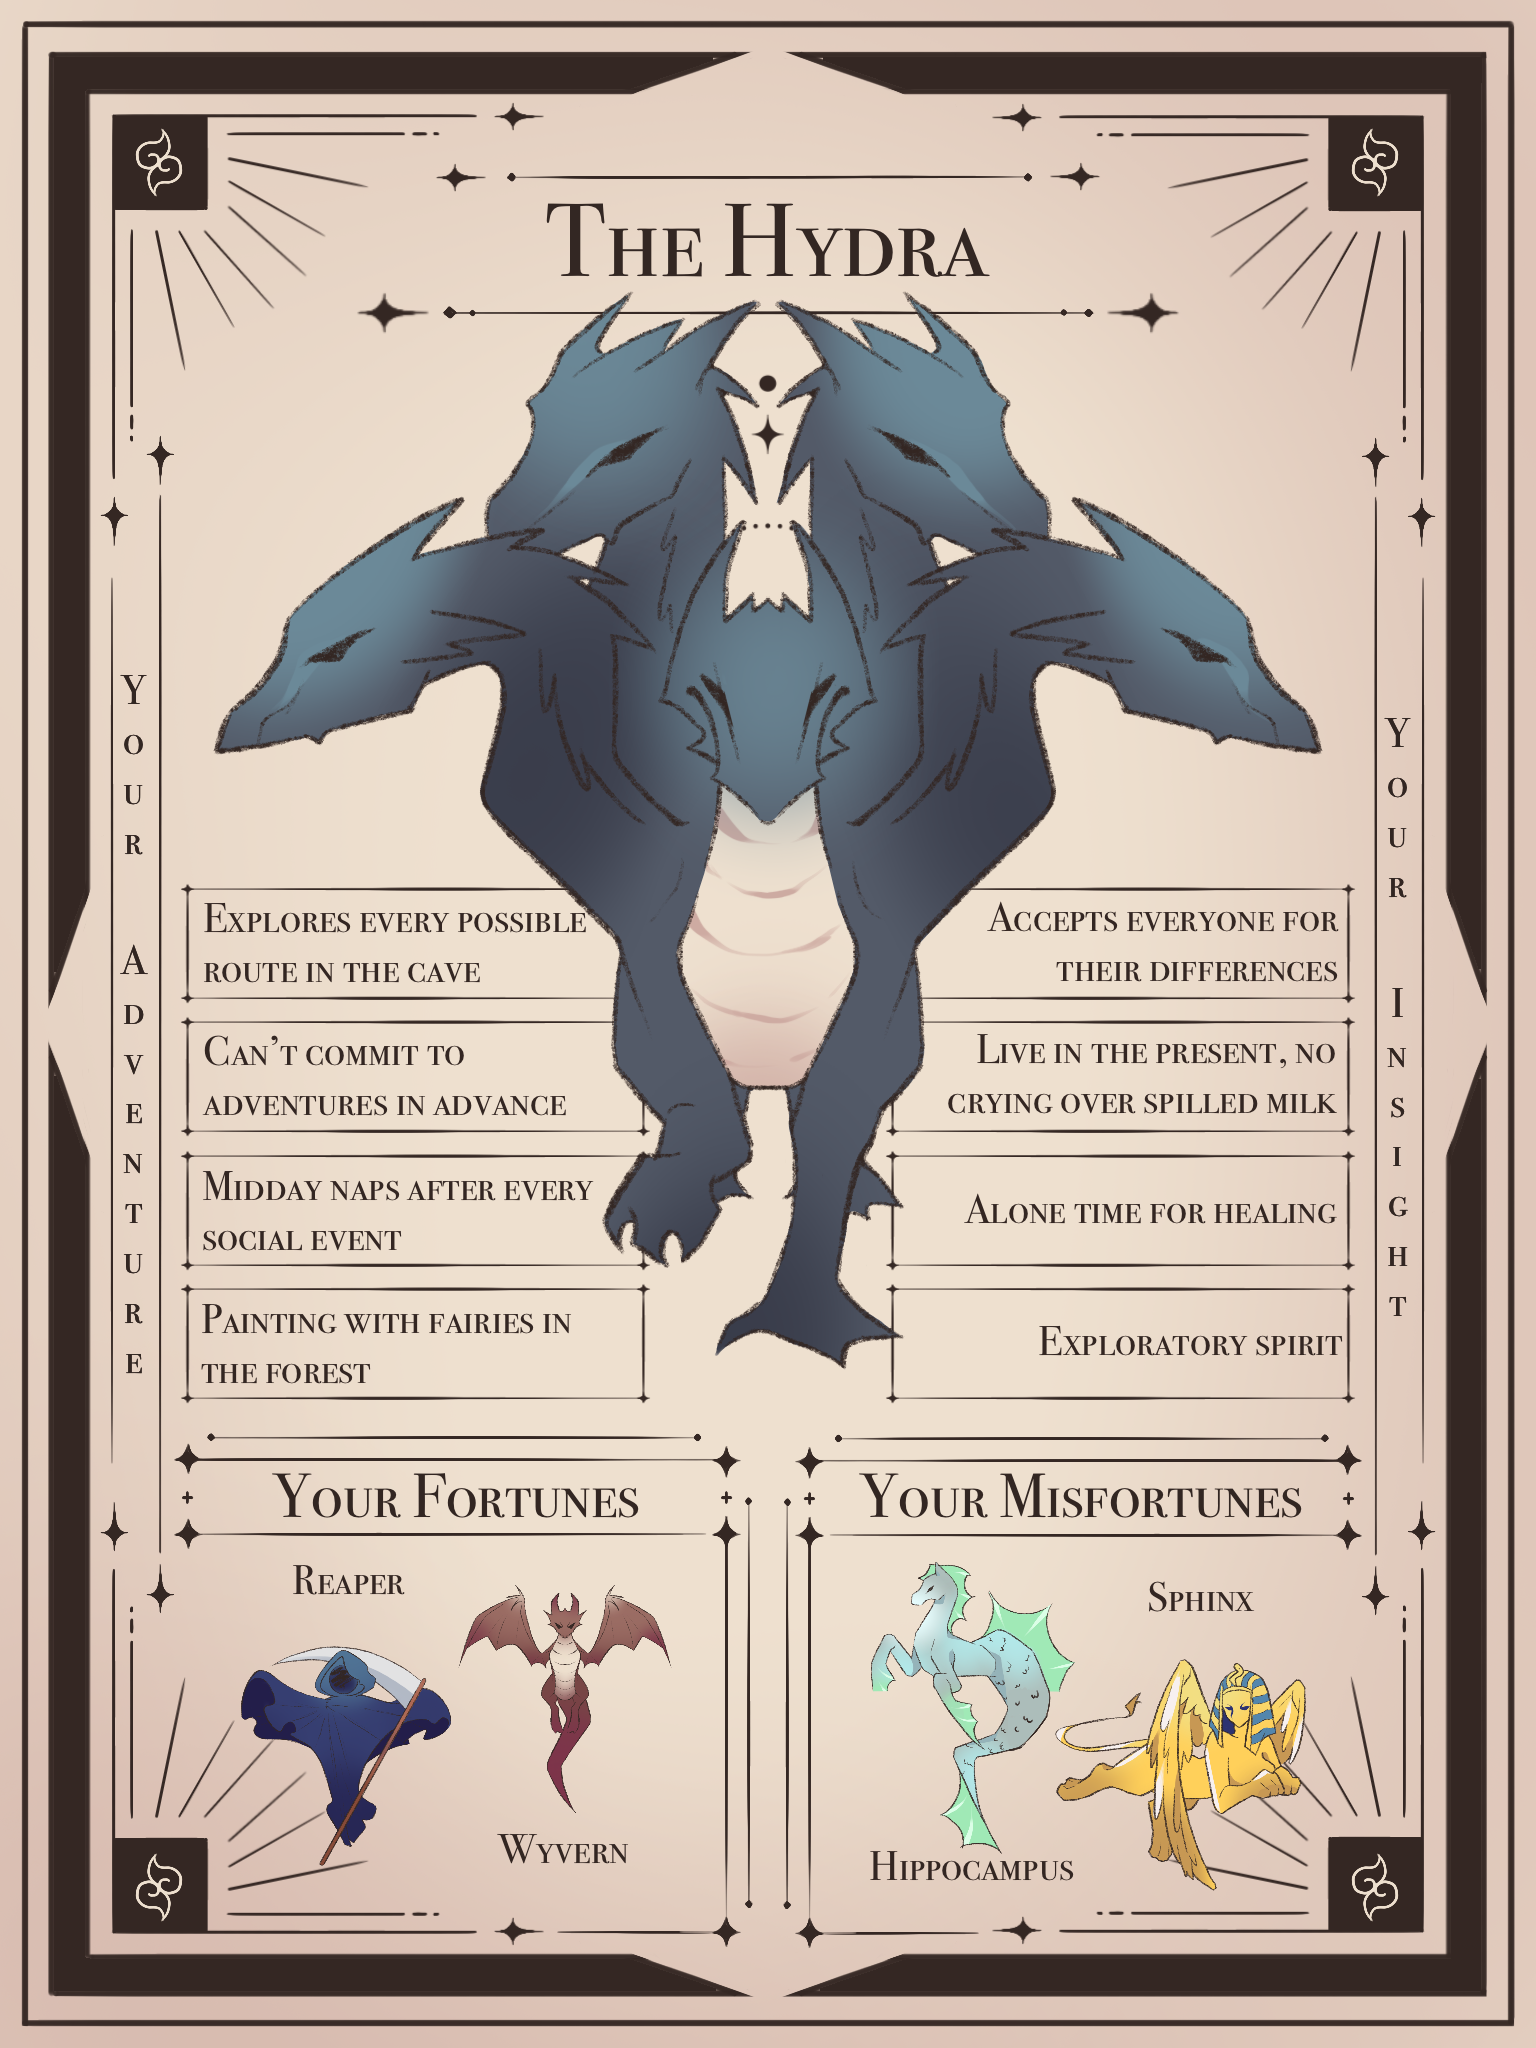 The Hydra
Your Adventure
Explores every possible
route in the cave
Can't commit to
adventures in advance
Midday naps after every
social event
Painting with fairies in
the forest
Your Insight
Accepts everyone for
their differences
Live in the present, no
crying over spilled milk
Alone time for healing
Exploratory spirit
Your Fortunes
Reaper
Wyvern
Your Misfortunes
Sphinx
Hippocampus